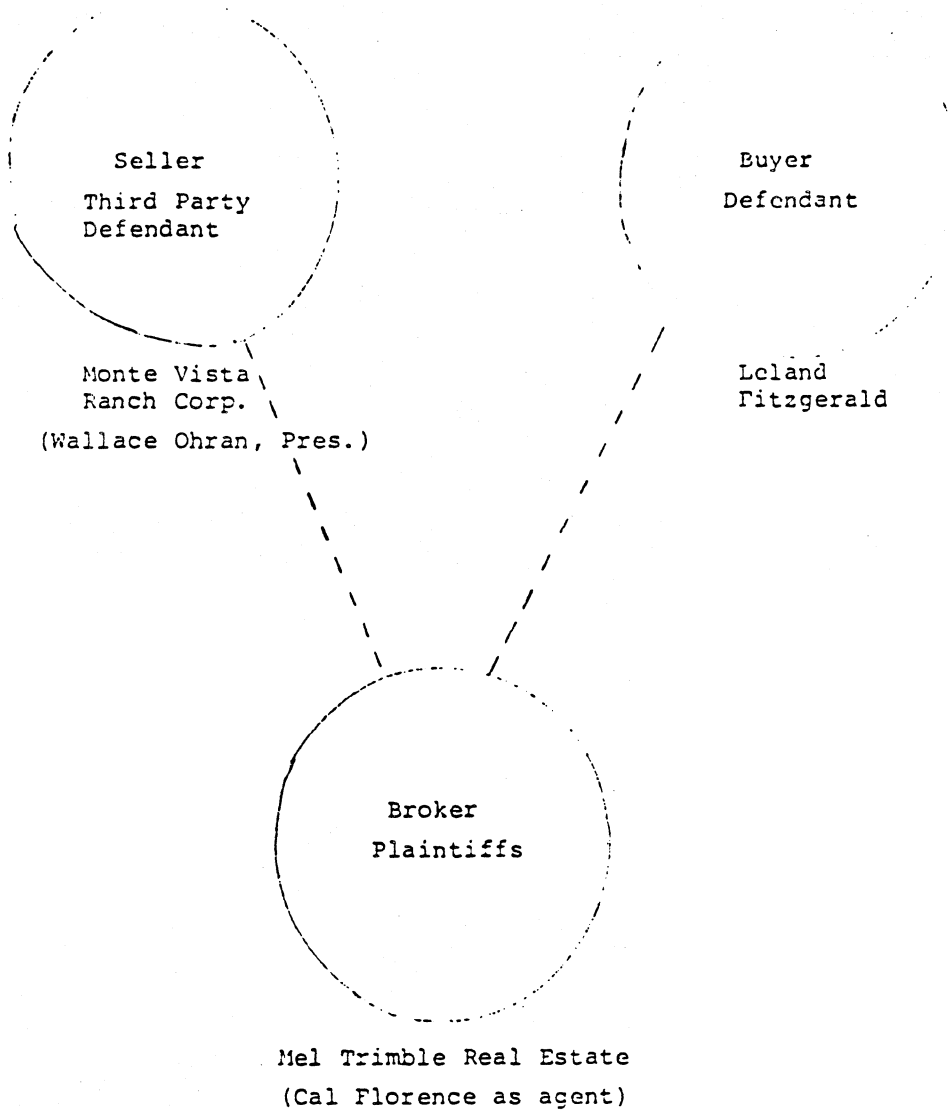 Seller
Third Party
Defendant
Monte Vista
Ranch Corp.
(Wallace Ohran, Pres.)
Buyer
Defendant
Leland
Fitzgerald
Broker
Plaintiffs
Mel Trimble Real Estate
(Cal Florence as agent)